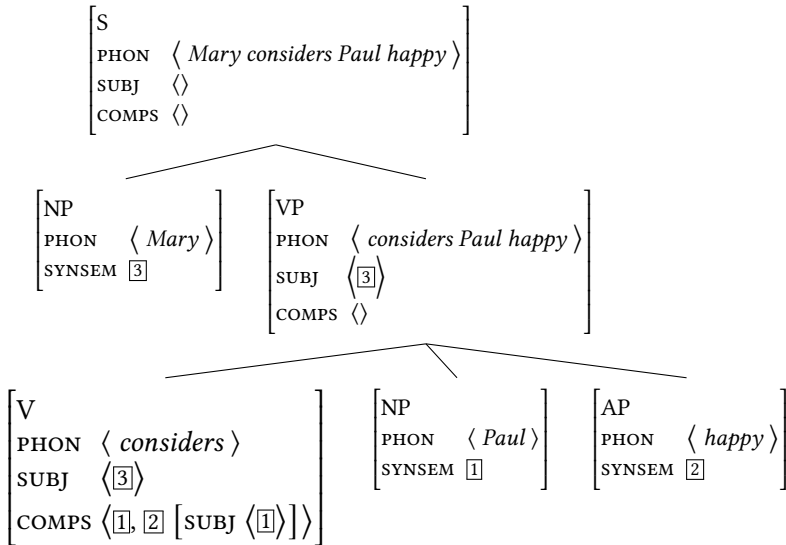 S
PHON ⟨ Mary considers Paul happy ⟩
SUBJ ⟨⟩
COMPS ⟨⟩
NP
PHON ⟨ Mary ⟩
SYNSEM 3
VP
PHON ⟨ considers Paul happy ⟩
SUBJ ⟨3⟩
COMPS ⟨⟩
V
PHON ⟨ considers ⟩
SUBJ ⟨3⟩
COMPS ⟨1, 2 [SUBJ ⟨1⟩]⟩
NP
PHON ⟨ Paul ⟩
SYNSEM 1
AP
PHON ⟨ happy ⟩
SYNSEM 2